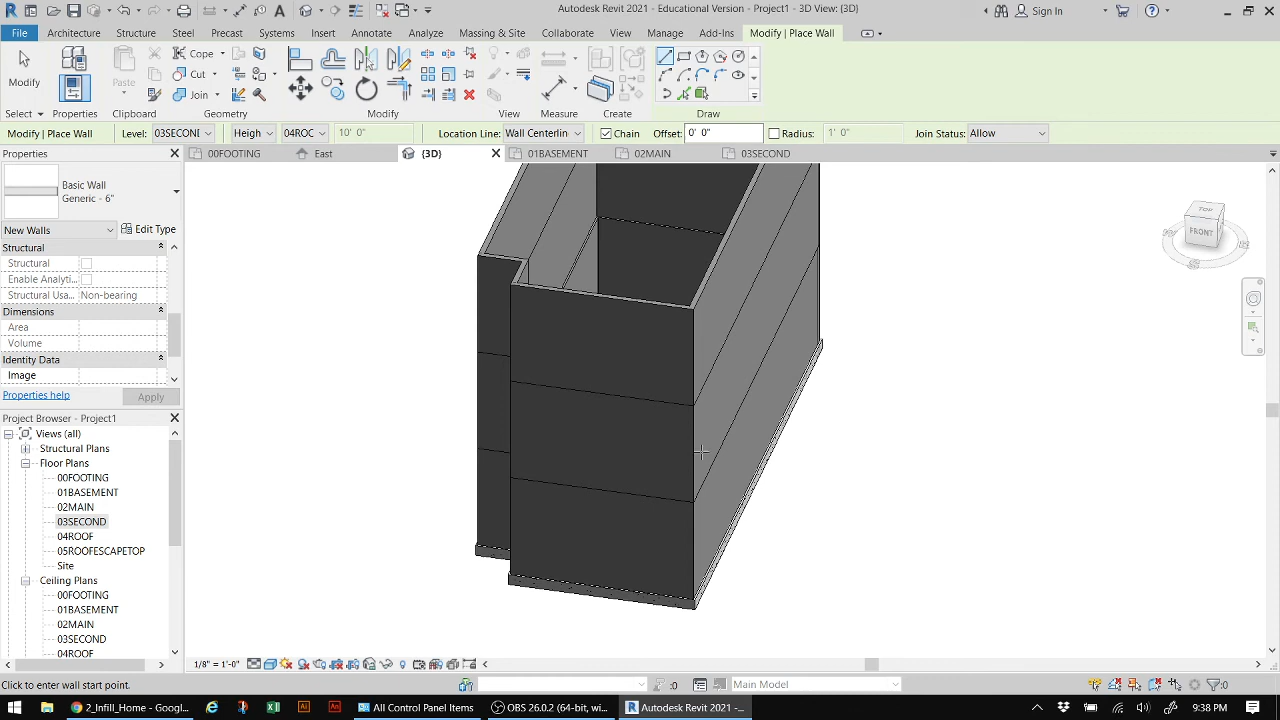 Autodesk Revit 2021 - Educational Version - Project1 - 3D View: {3D}
Sign In
File
Architecture
Structure
Steel
Precast
Systems
Insert
Annotate
Analyze
Massing & Site
Collaborate
View
Manage
Add-Ins
Modify | Place Wall
Modify
Paste
Cope
Cut
Join
Select
Properties
Clipboard
Geometry
Modify
View
Measure
Create
Draw
Modify | Place Wall
Level:
03SECONI
Heigh
04ROC
10' 0"
Location Line:
Wall Centerlin
Chain
Offset:
0' 0"
Radius:
1' 0"
Join Status:
Allow
Properties
00FOOTING
East
{3D}
01BASEMENT
02MAIN
03SECOND
Basic Wall
Generic - 6"
New Walls
Edit Type
Structural
Structural
Enable Analyti...
Structural Usa...
Non-bearing
Dimensions
Area
Volume
Identity Data
Image
Properties help
Apply
Project Browser - Project1
Views (all)
Structural Plans
Floor Plans
00FOOTING
01BASEMENT
02MAIN
03SECOND
04ROOF
05ROOFESCAPETOP
Site
Ceiling Plans
00FOOTING
01BASEMENT
02MAIN
03SECOND
04ROOF
TOP
FRONT
1/8" = 1'-0"
Click to enter wall start point.
:0
Main Model
:0
2_Infill_Home - Googl...
All Control Panel Items
OBS 26.0.2 (64-bit, wi...
Autodesk Revit 2021 -...
9:38 PM